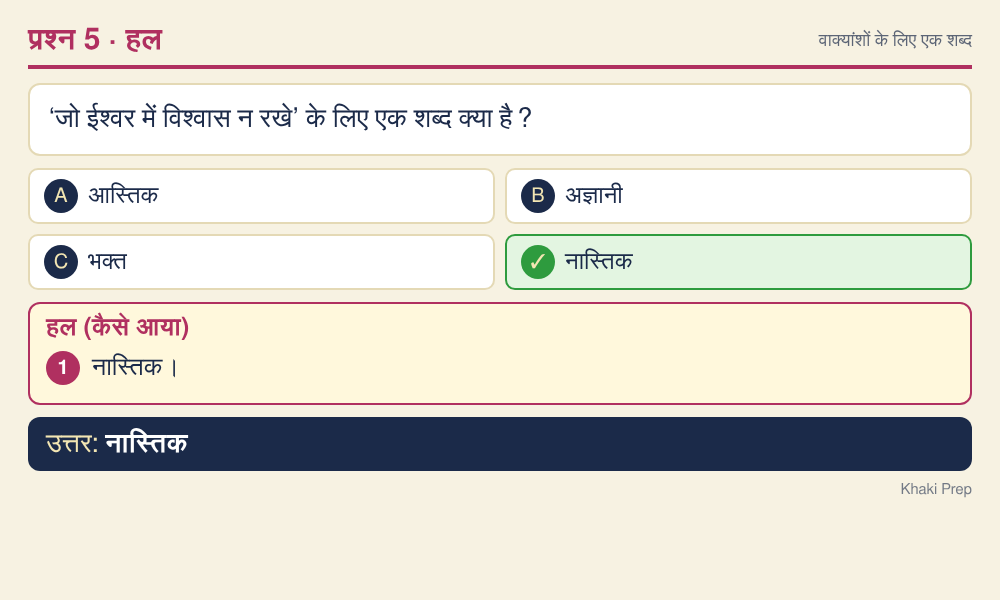 प्रश्न 5 · हल
वाक्यांशों के लिए एक शब्द
‘जो ईश्वर में विश्वास न रखे’ के लिए एक शब्द क्या है ?
A आस्तिक
B अज्ञानी
C भक्त
✓ नास्तिक
हल (कैसे आया)
1 नास्तिक।
उत्तर: नास्तिक
Khaki Prep